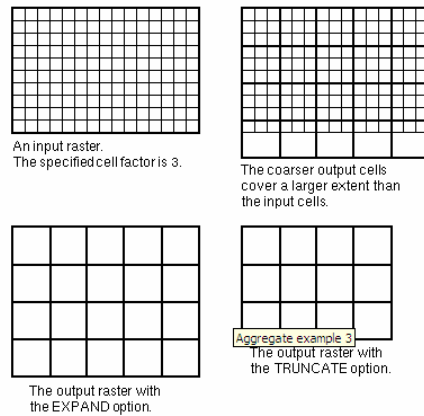 An input raster.
The specified cell factor is 3.
The coarser output cells
cover a larger extent than
the input cells.
The output raster with
the EXPAND option.
Aggregate example 3
The output raster with
the TRUNCATE option.